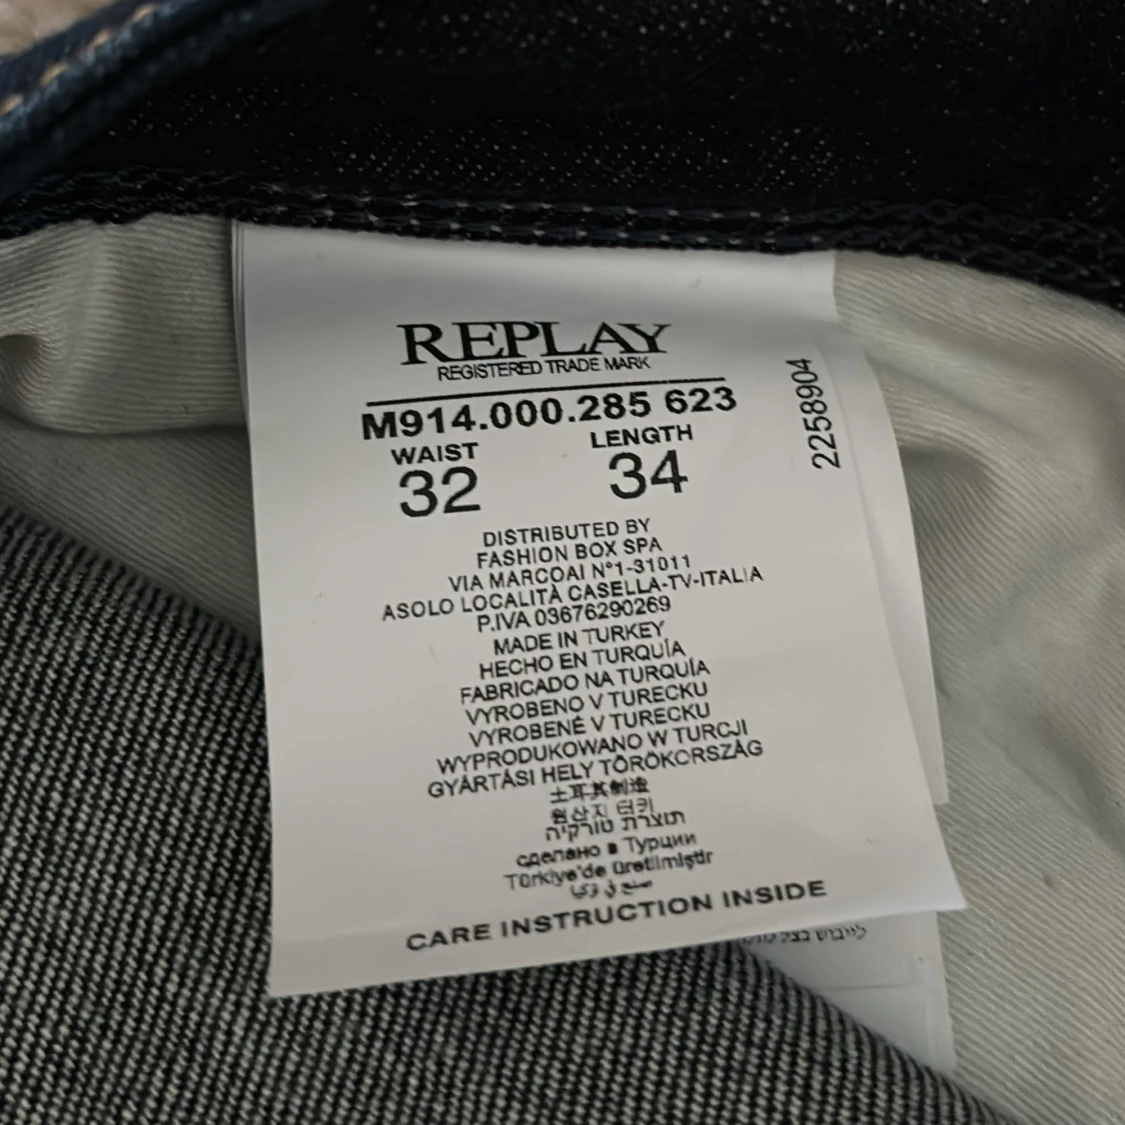 REPLAY
REGISTERED TRADE MARK
M914.000.285 623
WAIST LENGTH
32 34
2258904
DISTRIBUTED BY
FASHION BOX SPA
VIA MARCOAI N°1-31011
ASOLO LOCALITÀ CASELLA-TV-ITALIA
P.IVA 03676290269
MADE IN TURKEY
HECHO EN TURQUÍA
FABRICADO NA TURQUÍA
VYROBENO V TURECKU
VYROBENÉ V TURECKU
WYPRODUKOWANO W TURCJI
GYÁRTÁSI HELY TÖRÖKORSZÁG
土耳其制造
원산지 터키
תוצרת טורקיה
сделано в Турции
Türkiye'de üretilmiştir
CARE INSTRUCTION INSIDE
לייבוש בצל